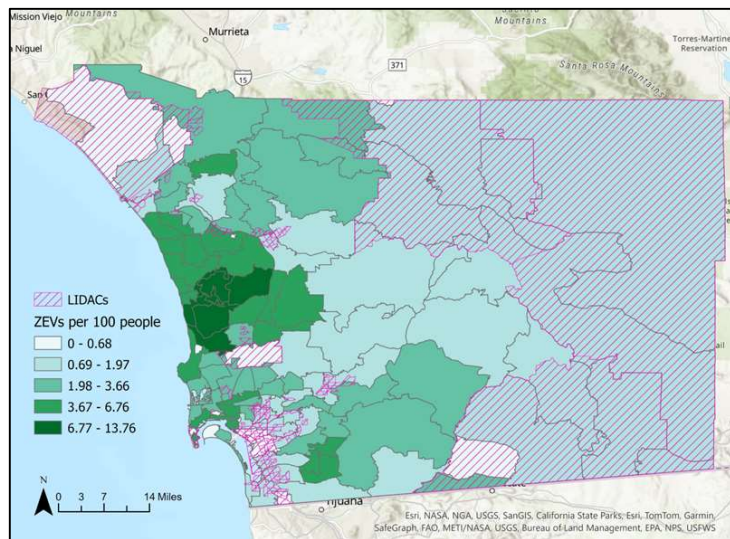 Mission Viejo
Mountains
Murrieta
Mountains
Torres-Martinez
Reservation
Niguel
371
15
Santa Rosa Mountains
San
LIDACs
ZEVs per 100 people
0 - 0.68
0.69 - 1.97
1.98 - 3.66
3.67 - 6.76
6.77 - 13.76
N
0 3.5 7 14 Miles
Tijuana
Esri, NASA, NGA, USGS, SanGIS, California State Parks, Esri, TomTom, Garmin,
SafeGraph, FAO, METI/NASA, USGS, Bureau of Land Management, EPA, NPS, USFWS